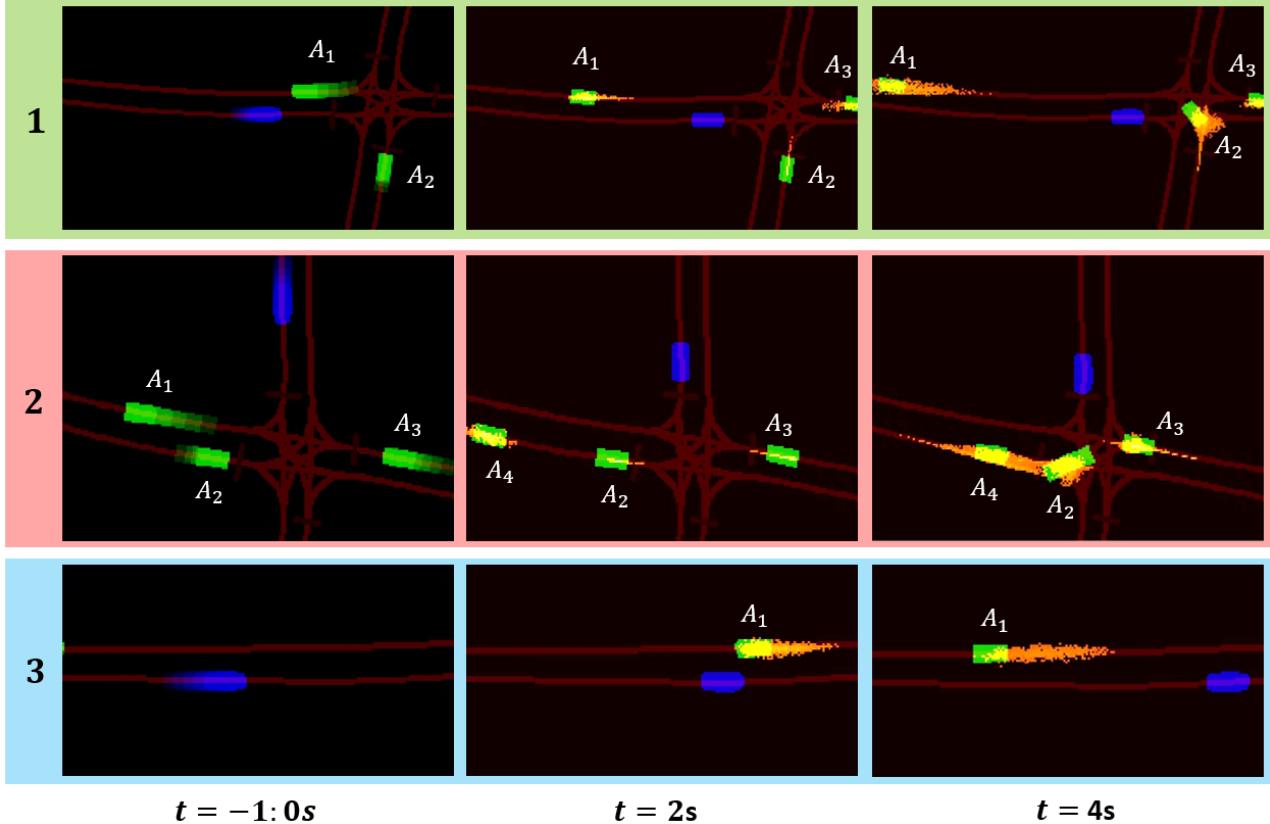 1
A₁
A₂
A₁
A₃
A₂
A₁
A₃
A₂
2
A₁
A₂
A₃
A₄
A₂
A₃
A₄
A₂
A₃
3
A₁
A₁
t = −1: 0s
t = 2s
t = 4s